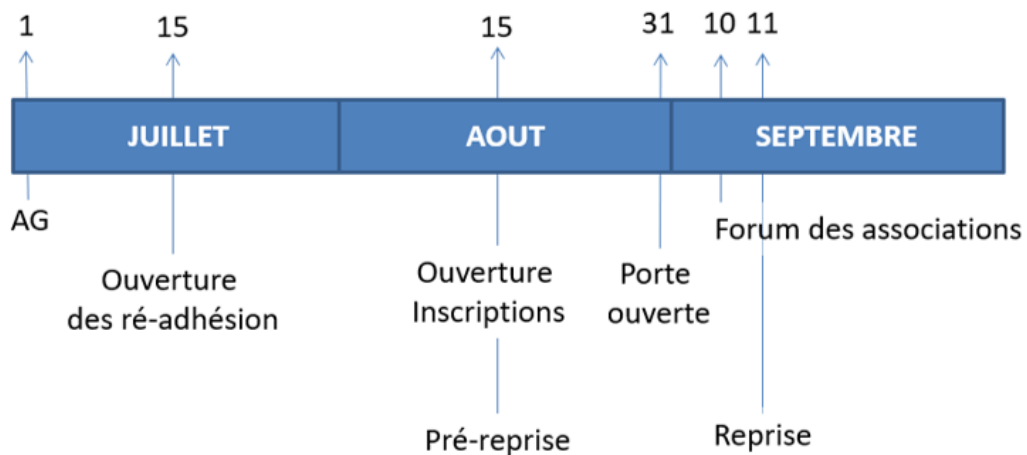 1 15 15 31 10 11
JUILLET AOUT SEPTEMBRE
AG
Forum des associations
Ouverture
des ré-adhésion
Ouverture
Inscriptions
Porte
ouverte
Pré-reprise
Reprise